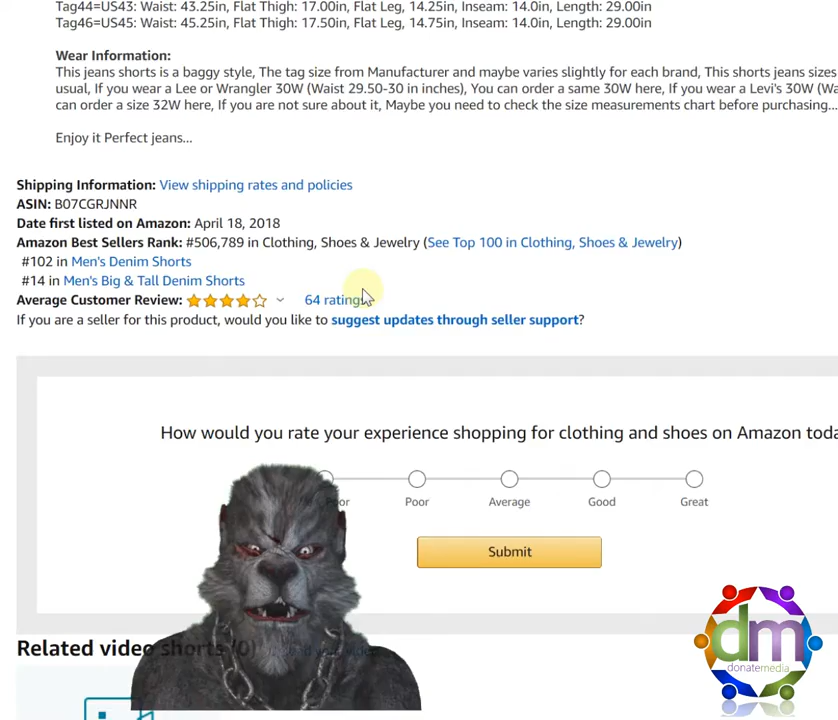 Tag44=US43: Waist: 43.25in, Flat Thigh: 17.00in, Flat Leg, 14.25in, Inseam: 14.0in, Length: 29.00in
Tag46=US45: Waist: 45.25in, Flat Thigh: 17.50in, Flat Leg, 14.75in, Inseam: 14.0in, Length: 29.00in
Wear Information:
This jeans shorts is a baggy style, The tag size from Manufacturer and maybe varies slightly for each brand, This shorts jeans sizes
usual, If you wear a Lee or Wrangler 30W (Waist 29.50-30 in inches), You can order a same 30W here, If you wear a Levi's 30W (Wa
can order a size 32W here, If you are not sure about it, Maybe you need to check the size measurements chart before purchasing...
Enjoy it Perfect jeans...
Shipping Information: View shipping rates and policies
ASIN: B07CGRJNNR
Date first listed on Amazon: April 18, 2018
Amazon Best Sellers Rank: #506,789 in Clothing, Shoes & Jewelry (See Top 100 in Clothing, Shoes & Jewelry)
#102 in Men's Denim Shorts
#14 in Men's Big & Tall Denim Shorts
Average Customer Review: 64 ratings
If you are a seller for this product, would you like to suggest updates through seller support?
How would you rate your experience shopping for clothing and shoes on Amazon toda
Poor Poor Average Good Great
Submit
Related video shorts (0)
dm
donatemedia